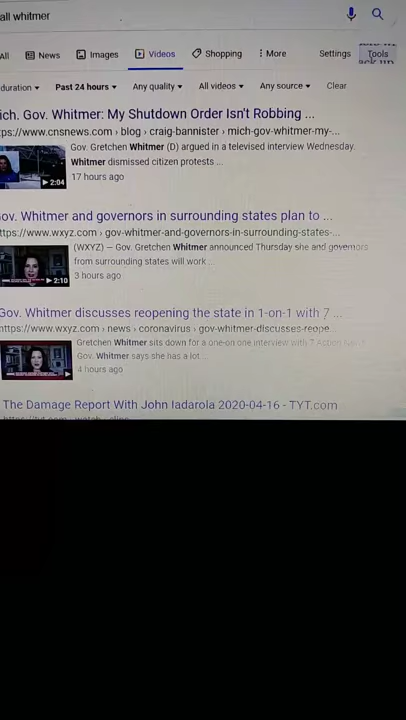 all whitmer
All News Images Videos Shopping More Settings Tools
duration Past 24 hours Any quality All videos Any source Clear
ich. Gov. Whitmer: My Shutdown Order Isn't Robbing ...
ps://www.cnsnews.com › blog › craig-bannister › mich-gov-whitmer-my-...
Gov. Gretchen Whitmer (D) argued in a televised interview Wednesday.
Whitmer dismissed citizen protests ...
2:04
17 hours ago
ov. Whitmer and governors in surrounding states plan to ...
ttps://www.wxyz.com › gov-whitmer-and-governors-in-surrounding-states-...
(WXYZ) — Gov. Gretchen Whitmer announced Thursday she and governors
from surrounding states will work ...
2:10
3 hours ago
Gov. Whitmer discusses reopening the state in 1-on-1 with 7 ...
https://www.wxyz.com › news › coronavirus › gov-whitmer-discusses-reope...
Gretchen Whitmer sits down for a one-on-one interview with 7 Action
Gov. Whitmer says she has a lot ...
4 hours ago
The Damage Report With John Iadarola 2020-04-16 - TYT.com